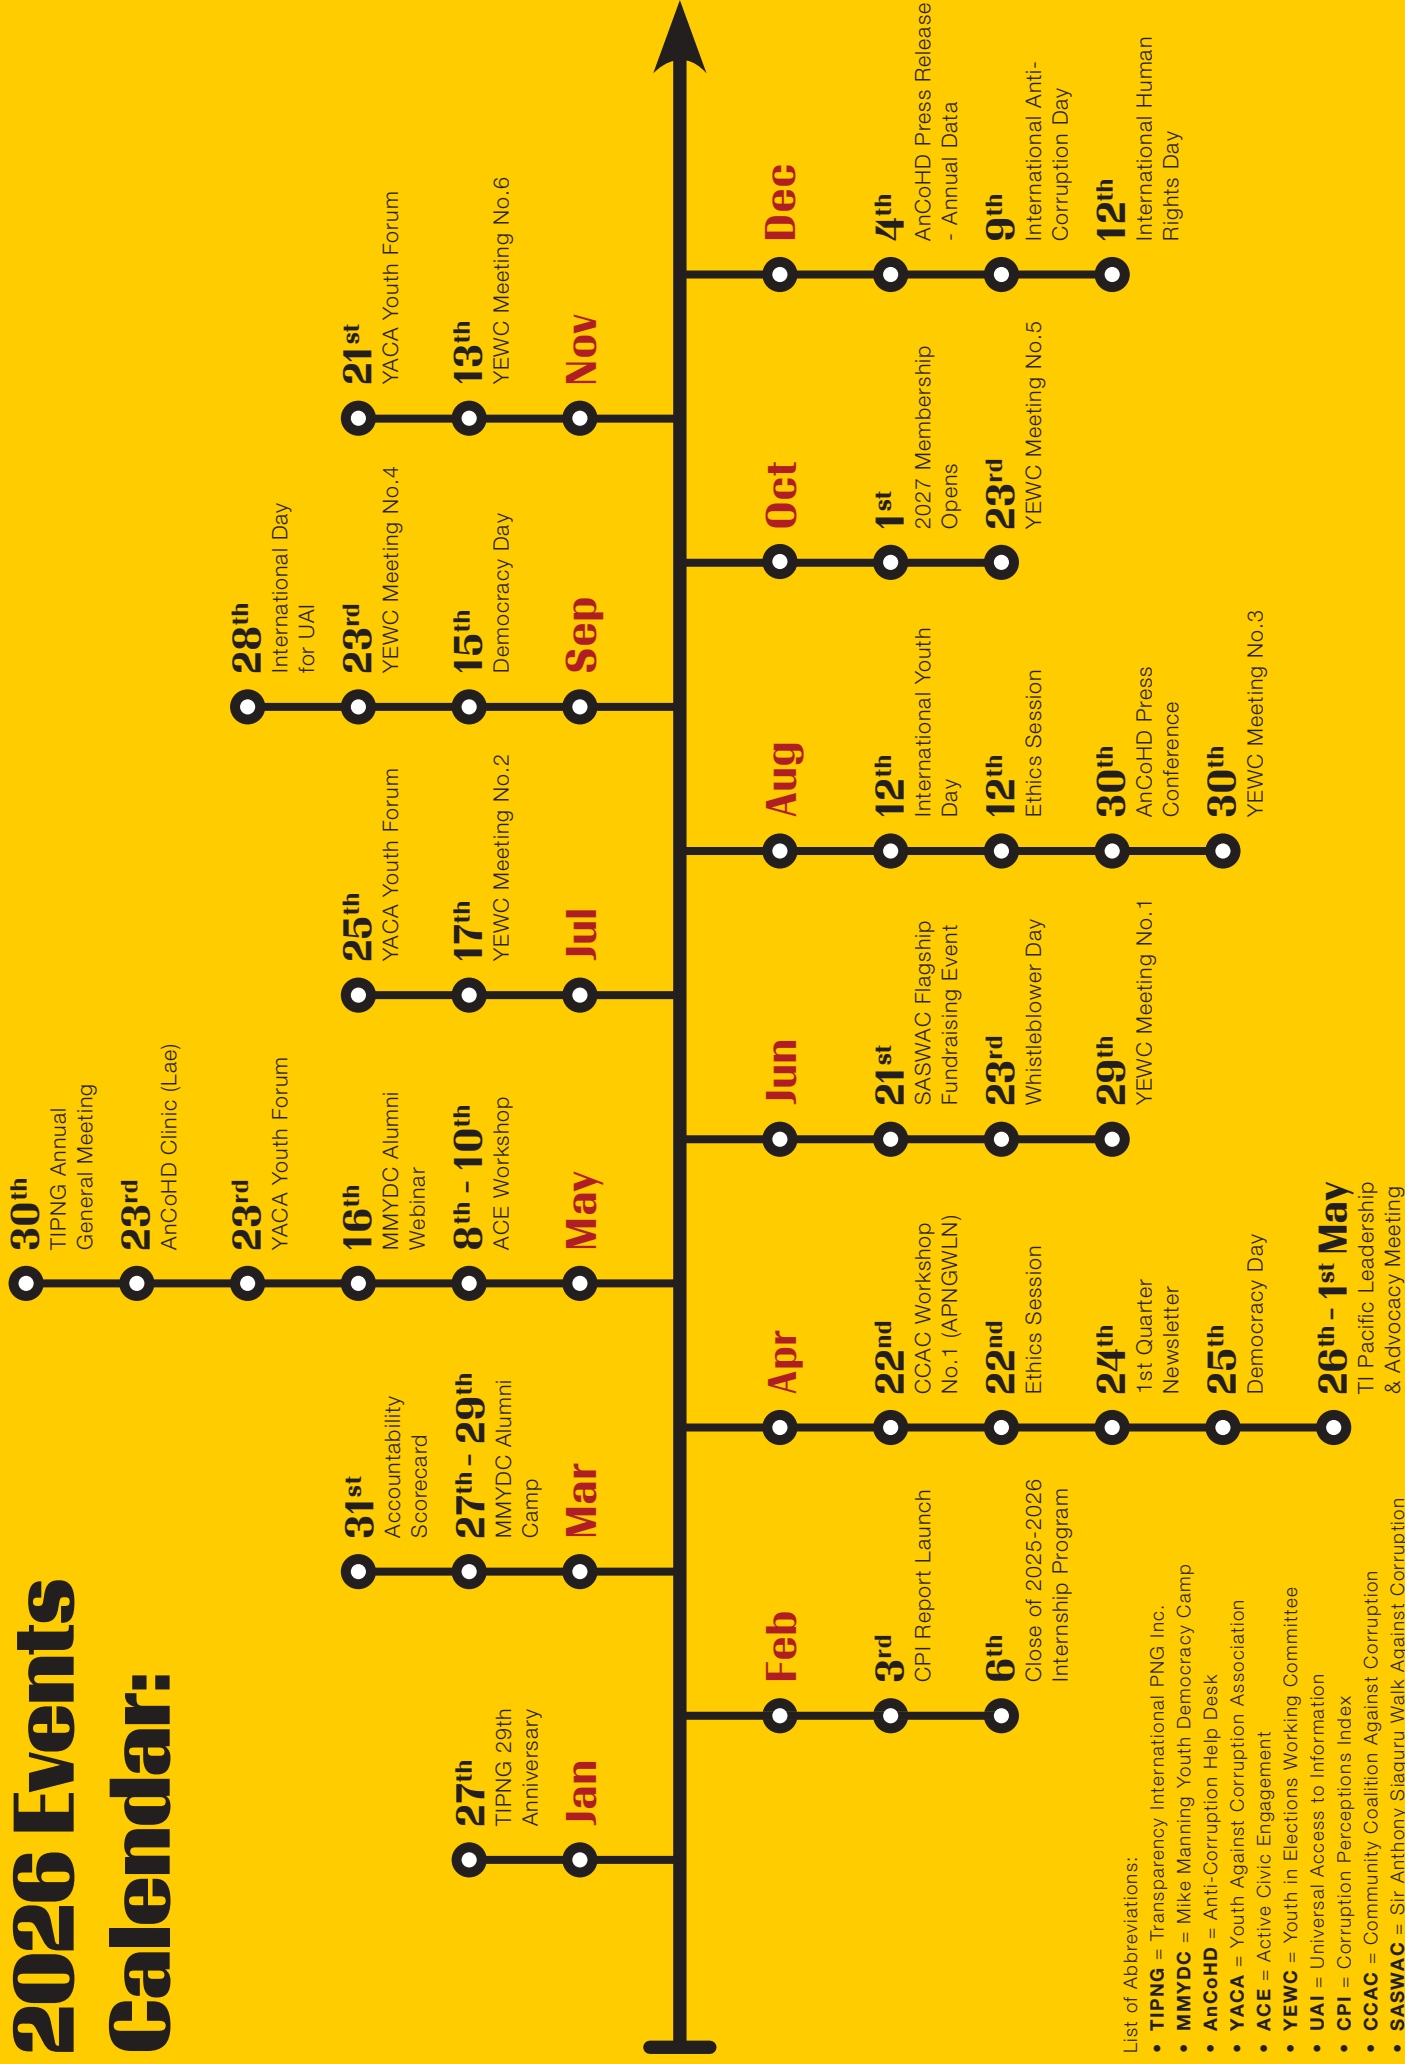 2026 Events
Calendar:
27th
TIPNG 29th
Anniversary
Jan
Feb
3rd
CPI Report Launch
6th
Close of 2025-2026
Internship Program
31st
Accountability
Scorecard
27th - 29th
MMYDC Alumni
Camp
Mar
Apr
22nd
CCAC Workshop
No.1 (APNGWLN)
22nd
Ethics Session
24th
1st Quarter
Newsletter
25th
Democracy Day
26th - 1st May
TI Pacific Leadership
& Advocacy Meeting
30th
TIPNG Annual
General Meeting
23rd
AnCoHD Clinic (Lae)
23rd
YACA Youth Forum
16th
MMYDC Alumni
Webinar
8th - 10th
ACE Workshop
May
Jun
21st
SASWAC Flagship
Fundraising Event
23rd
Whistleblower Day
29th
YEWC Meeting No.1
25th
YACA Youth Forum
17th
YEWC Meeting No.2
Jul
Aug
12th
International Youth
Day
12th
Ethics Session
30th
AnCoHD Press
Conference
30th
YEWC Meeting No.3
28th
International Day
for UAI
23rd
YEWC Meeting No.4
15th
Democracy Day
Sep
Oct
1st
2027 Membership
Opens
23rd
YEWC Meeting No.5
21st
YACA Youth Forum
13th
YEWC Meeting No.6
Nov
Dec
4th
AnCoHD Press Release
- Annual Data
9th
International Anti-
Corruption Day
12th
International Human
Rights Day
List of Abbreviations:
• TIPNG = Transparency International PNG Inc.
• MMYDC = Mike Manning Youth Democracy Camp
• AnCoHD = Anti-Corruption Help Desk
• YACA = Youth Against Corruption Association
• ACE = Active Civic Engagement
• YEWC = Youth in Elections Working Committee
• UAI = Universal Access to Information
• CPI = Corruption Perceptions Index
• CCAC = Community Coalition Against Corruption
• SASWAC = Sir Anthony Siaguru Walk Against Corruption